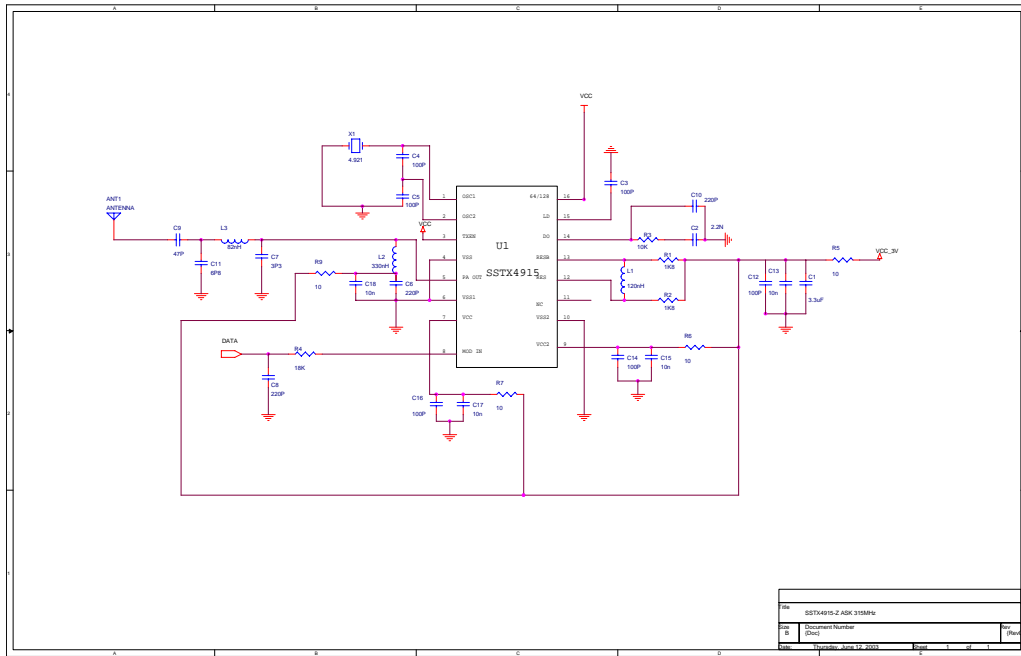 A B C D E
4
3
2
1
VCC
X1
4.921
C4
100P
C5
100P
C3
100P
C10
220P
ANT1
ANTENNA
C9
47P
L3
82nH
C11
6P8
C7
3P3
VCC
L2
330nH
R9
10
C18
10n
C6
220P
1 OSC1
2 OSC2
3 TXEN
4 VSS
5 PA OUT
6 VSS1
7 VCC
8 MOD IN
U1
SSTX4915
64/128 16
LD 15
DO 14
RESB 13
RES 12
NC 11
VSS2 10
VCC2 9
R3
10K
C2
2.2N
R1
1K8
L1
120nH
R2
1K8
R5
10
VCC_3V
C12
100P
C13
10n
C1
3.3uF
DATA
R4
18K
C8
220P
C16
100P
C17
10n
R7
10
C14
100P
C15
10n
R6
10
Title
SSTX4915-Z ASK 315MHz
Size
B
Document Number
(Doc)
Rev
Date: Thursday, June 12, 2003 Sheet 1 of 1
A B C D E